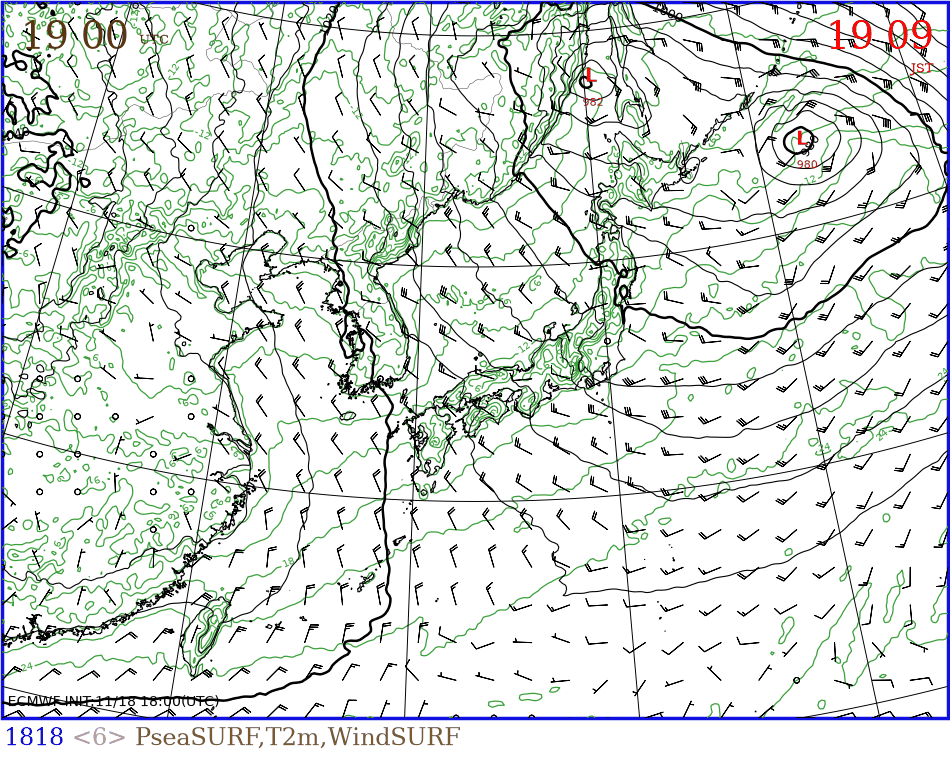 19 00 UTC
19 09
JST
L
982
L
980
ECMWF INIT:11/18 18:00(UTC)
1818 <6> PseaSURF,T2m,WindSURF